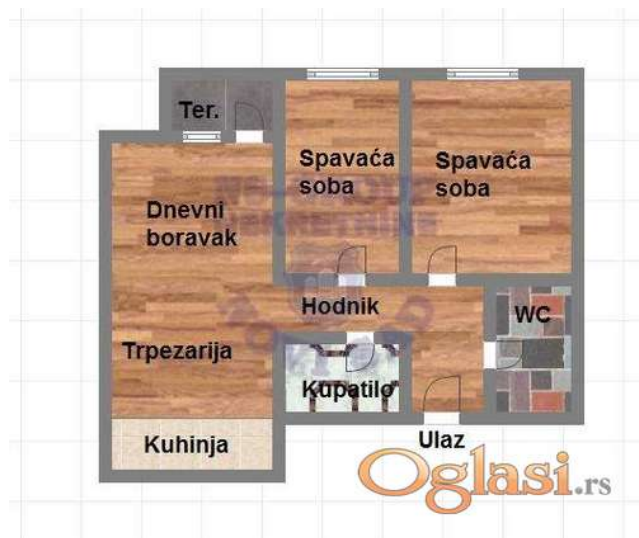 Ter.
Spavaća
soba
Spavaća
soba
Dnevni
boravak
Hodnik
WC
Trpezarija
Kupatilo
Kuhinja
Ulaz
Oglasi.rs